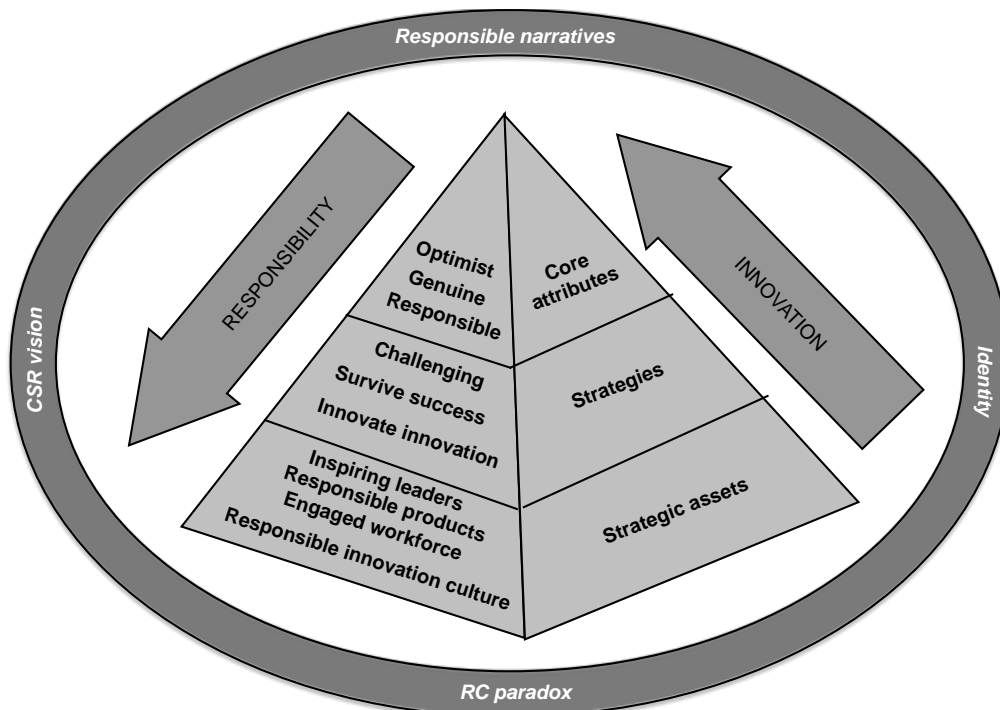 Responsible narratives
RESPONSIBILITY
INNOVATION
CSR vision
Identity
Optimist
Genuine
Responsible
Core
attributes
Challenging
Survive success
Innovate innovation
Strategies
Inspiring leaders
Responsible products
Engaged workforce
Responsible innovation culture
Strategic assets
RC paradox